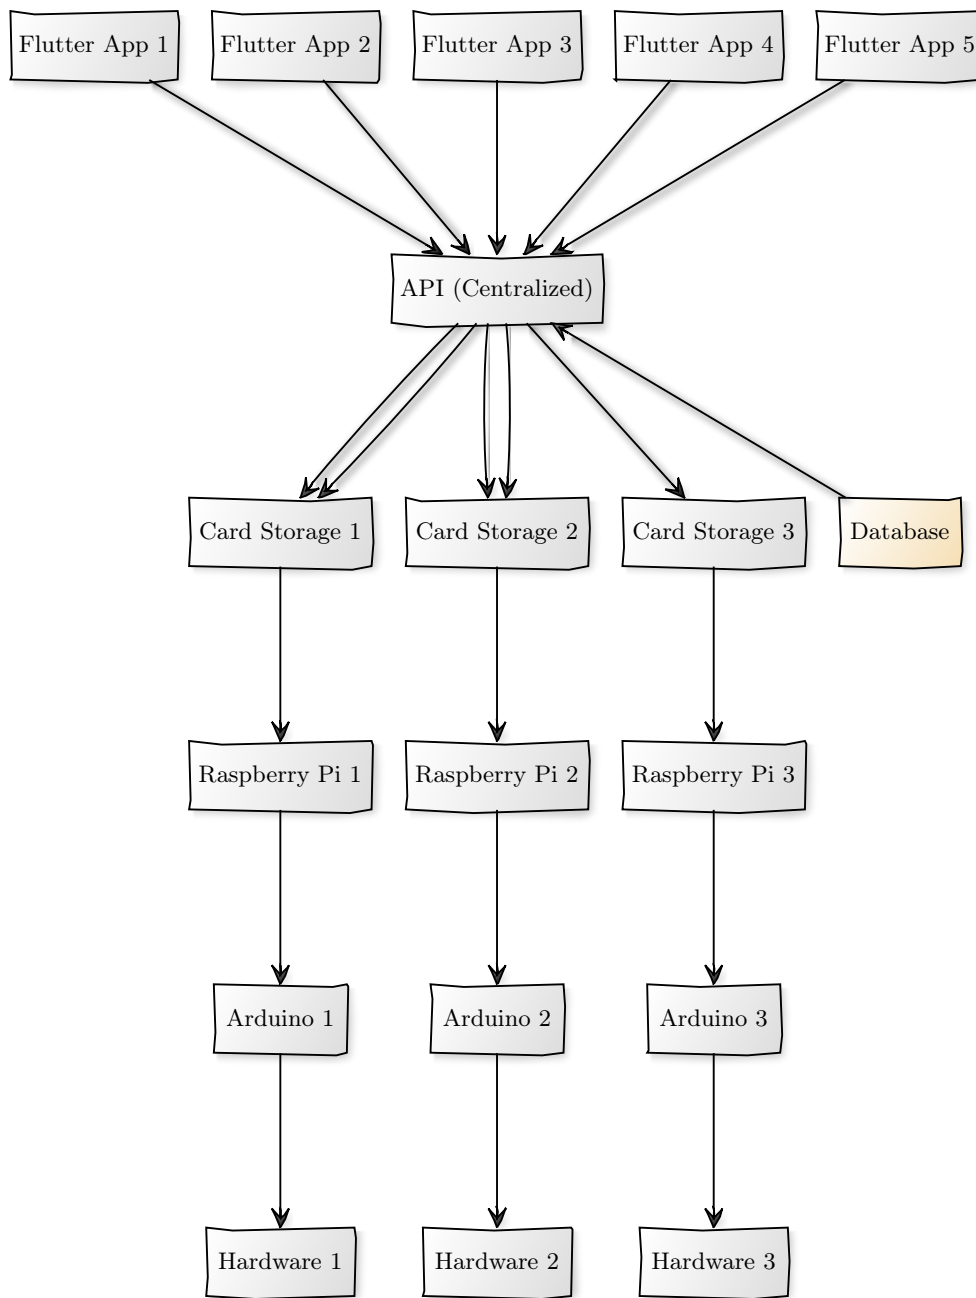 Flutter App 1
Flutter App 2
Flutter App 3
Flutter App 4
Flutter App 5
API (Centralized)
Card Storage 1
Card Storage 2
Card Storage 3
Database
Raspberry Pi 1
Raspberry Pi 2
Raspberry Pi 3
Arduino 1
Arduino 2
Arduino 3
Hardware 1
Hardware 2
Hardware 3